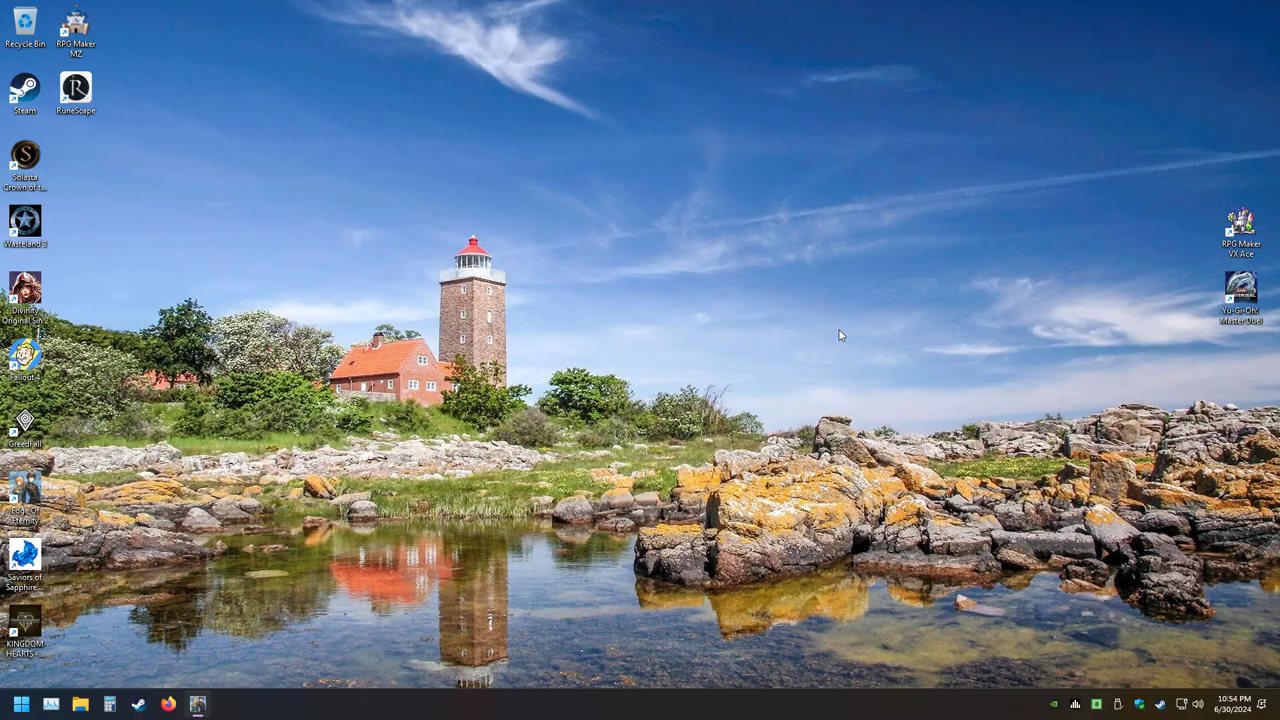 Recycle Bin
RPG Maker
MZ
Steam
RuneScape
Solasta
Crown of t...
Wasteland 3
Divinity
Original Sin...
Fallout 4
GreedFall
Edge Of
Eternity
Saviors of
Sapphire ...
KINGDOM
HEARTS -...
RPG Maker
VX Ace
Yu-Gi-Oh!
Master Duel
10:54 PM
6/30/2024